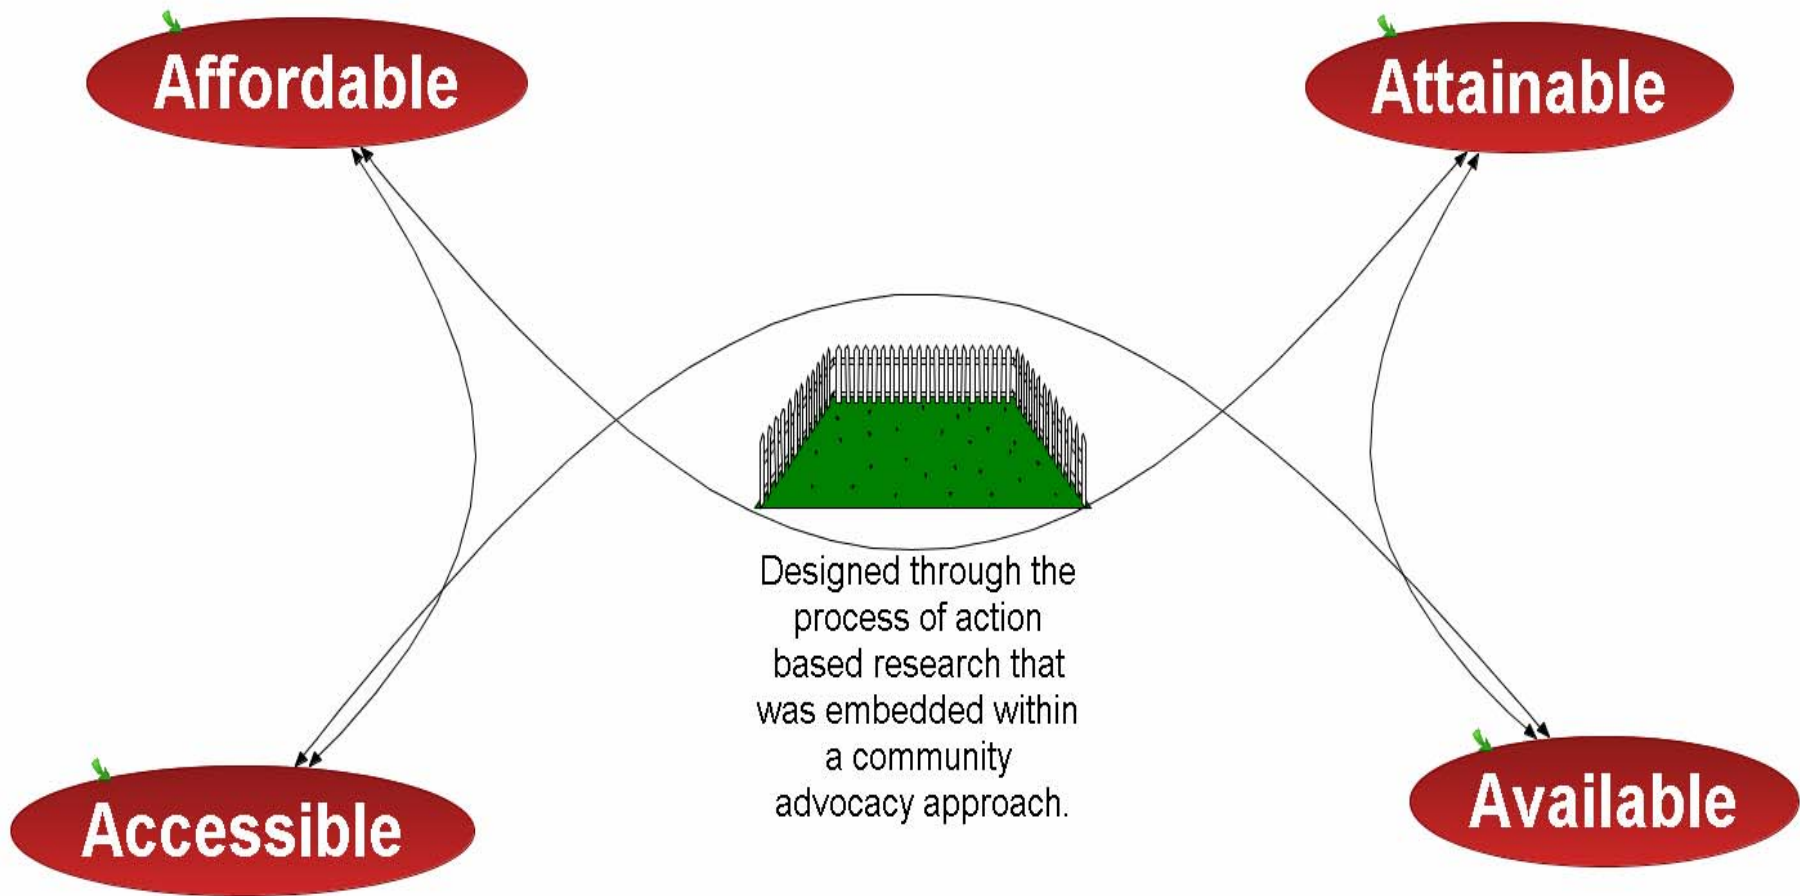 Affordable
Attainable
Designed through the
process of action
based research that
was embedded within
a community
advocacy approach.
Accessible
Available